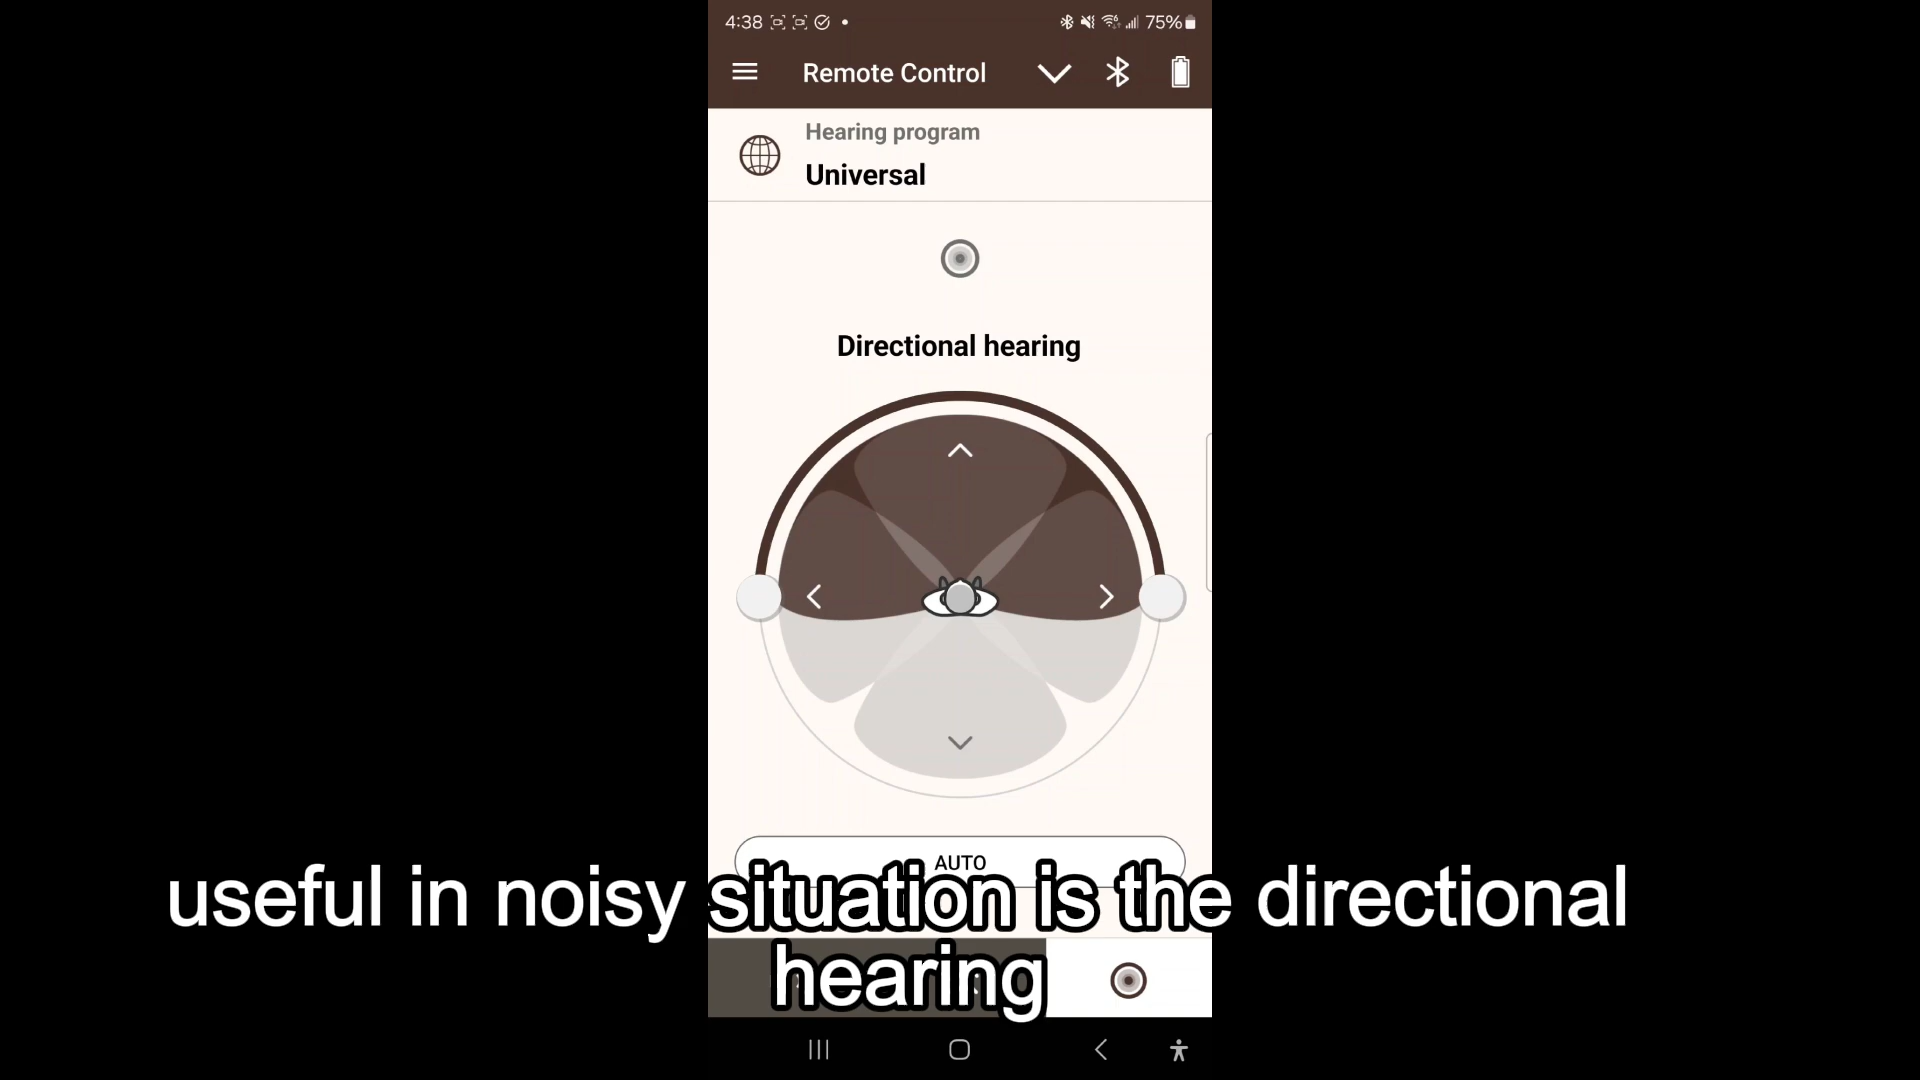 4:38 75%
Remote Control
Hearing program
Universal
Directional hearing
AUTO
useful in noisy situation is the directional
hearing